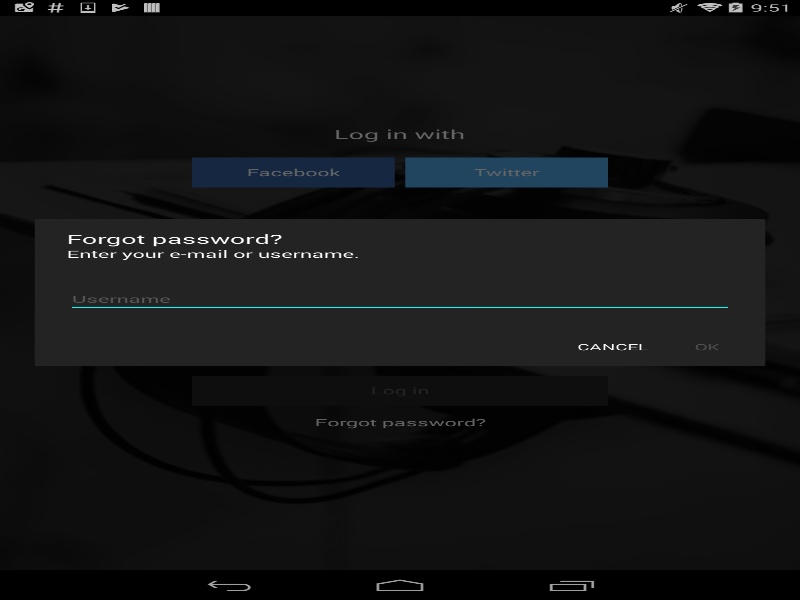 9:51
Log in with
Facebook Twitter
Forgot password?
Enter your e-mail or username.
Username
CANCEL OK
Log in
Forgot password?